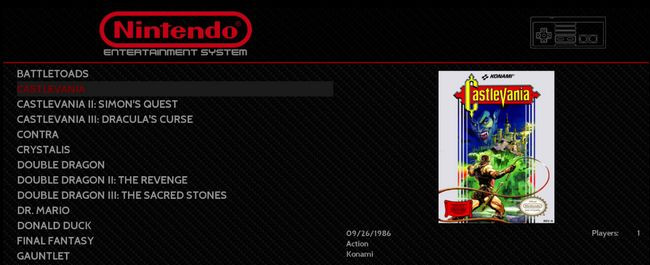 Nintendo
ENTERTAINMENT SYSTEM
BATTLETOADS
CASTLEVANIA
CASTLEVANIA II: SIMON'S QUEST
CASTLEVANIA III: DRACULA'S CURSE
CONTRA
CRYSTALIS
DOUBLE DRAGON
DOUBLE DRAGON II: THE REVENGE
DOUBLE DRAGON III: THE SACRED STONES
DR. MARIO
DONALD DUCK
FINAL FANTASY
GAUNTLET
KONAMI
CastleVania
09/26/1986
Action
Konami
Players: 1